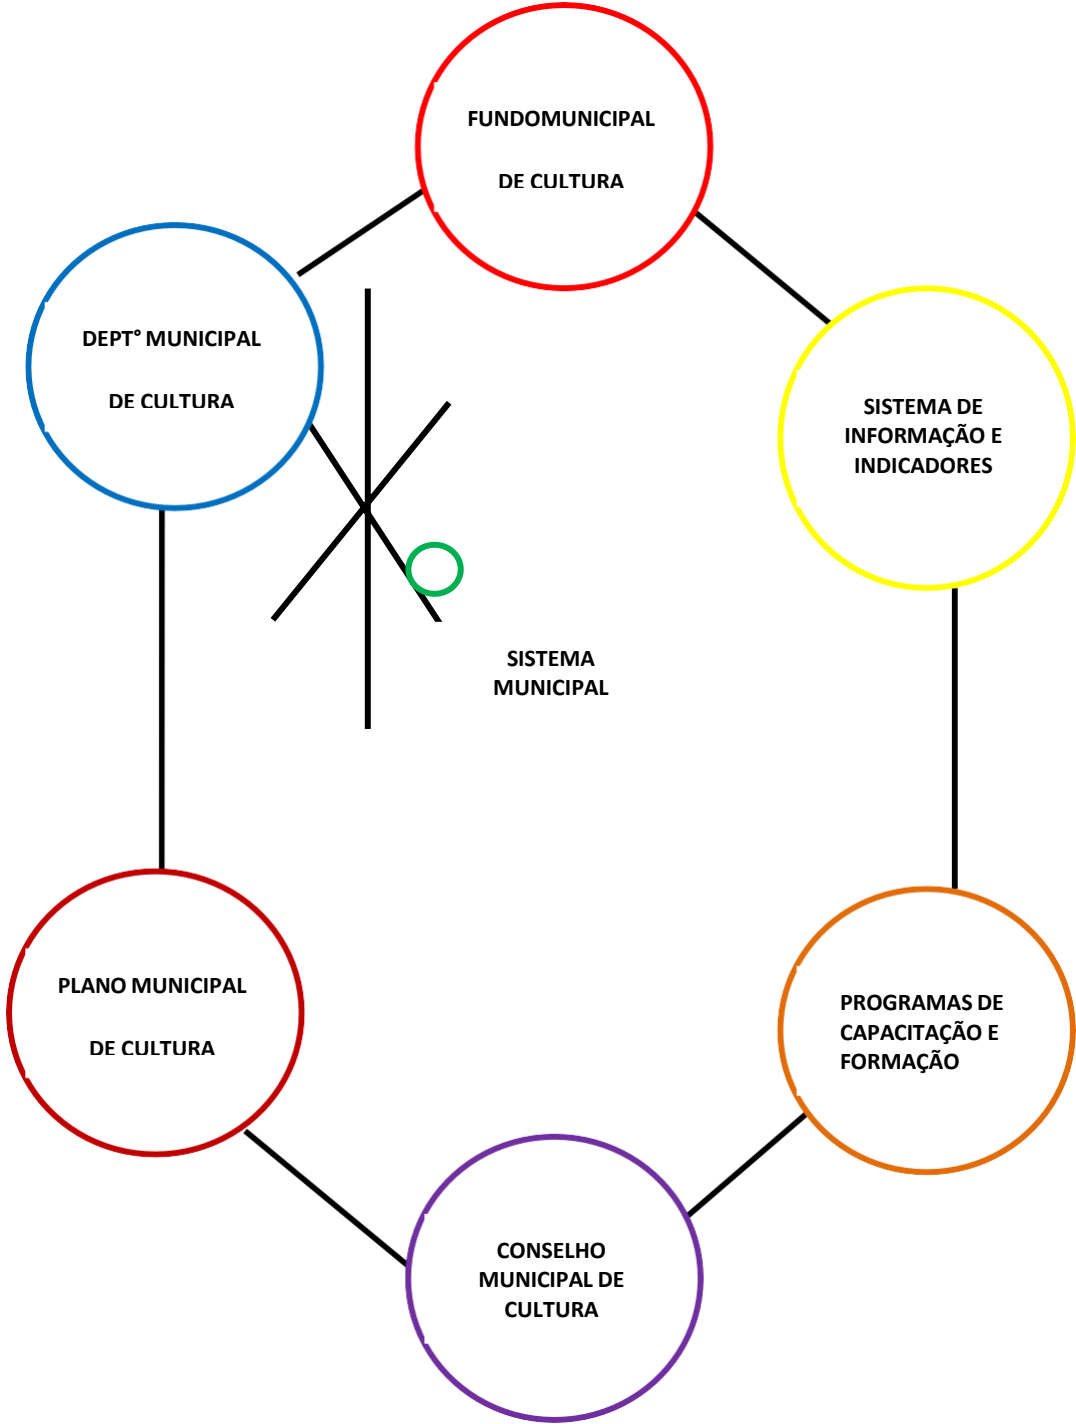 FUNDOMUNICIPAL
DE CULTURA
DEPT° MUNICIPAL
DE CULTURA
SISTEMA DE
INFORMAÇÃO E
INDICADORES
SISTEMA
MUNICIPAL
PLANO MUNICIPAL
DE CULTURA
PROGRAMAS DE
CAPACITAÇÃO E
FORMAÇÃO
CONSELHO
MUNICIPAL DE
CULTURA